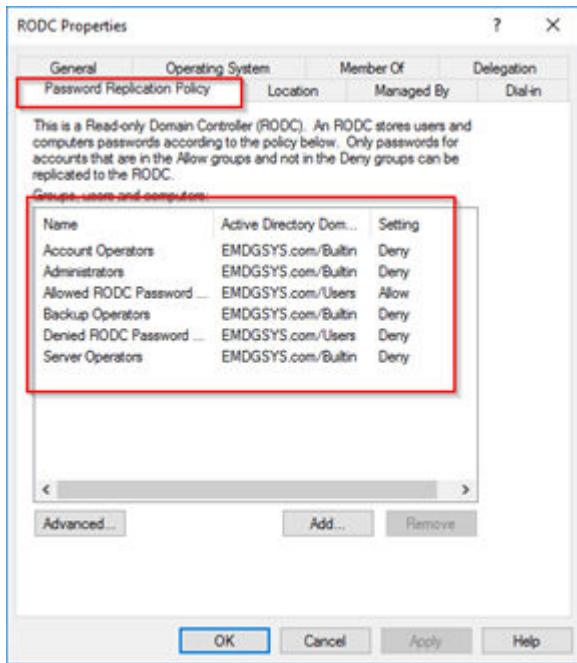 RODC Properties
? ×
General Operating System Member Of Delegation
Password Replication Policy Location Managed By Dial-in
This is a Read-only Domain Controller (RODC). An RODC stores users and
computers passwords according to the policy below. Only passwords for
accounts that are in the Allow groups and not in the Deny groups can be
replicated to the RODC.
Groups, users and computers:
Name Active Directory Dom... Setting
Account Operators EMDGSYS.com/Builtin Deny
Administrators EMDGSYS.com/Builtin Deny
Allowed RODC Password ... EMDGSYS.com/Users Allow
Backup Operators EMDGSYS.com/Builtin Deny
Denied RODC Password ... EMDGSYS.com/Users Deny
Server Operators EMDGSYS.com/Builtin Deny
Advanced... Add... Remove
OK Cancel Apply Help